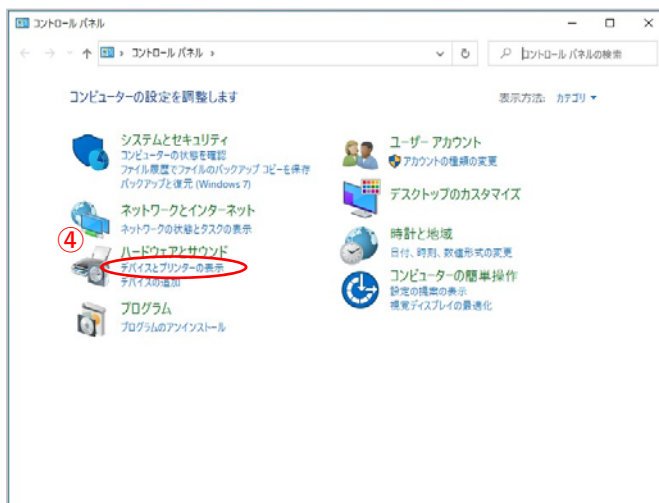 コントロール パネル
コントロール パネル
コントロール パネルの検索
コンピューターの設定を調整します
表示方法: カテゴリ
システムとセキュリティ
コンピューターの状態を確認
ファイル履歴でファイルのバックアップ コピーを保存
バックアップと復元 (Windows 7)
ネットワークとインターネット
ネットワークの状態とタスクの表示
④
ハードウェアとサウンド
デバイスとプリンターの表示
デバイスの追加
プログラム
プログラムのアンインストール
ユーザー アカウント
アカウントの種類の変更
デスクトップのカスタマイズ
時計と地域
日付、時刻、数値形式の変更
コンピューターの簡単操作
設定の提案の表示
視覚ディスプレイの最適化